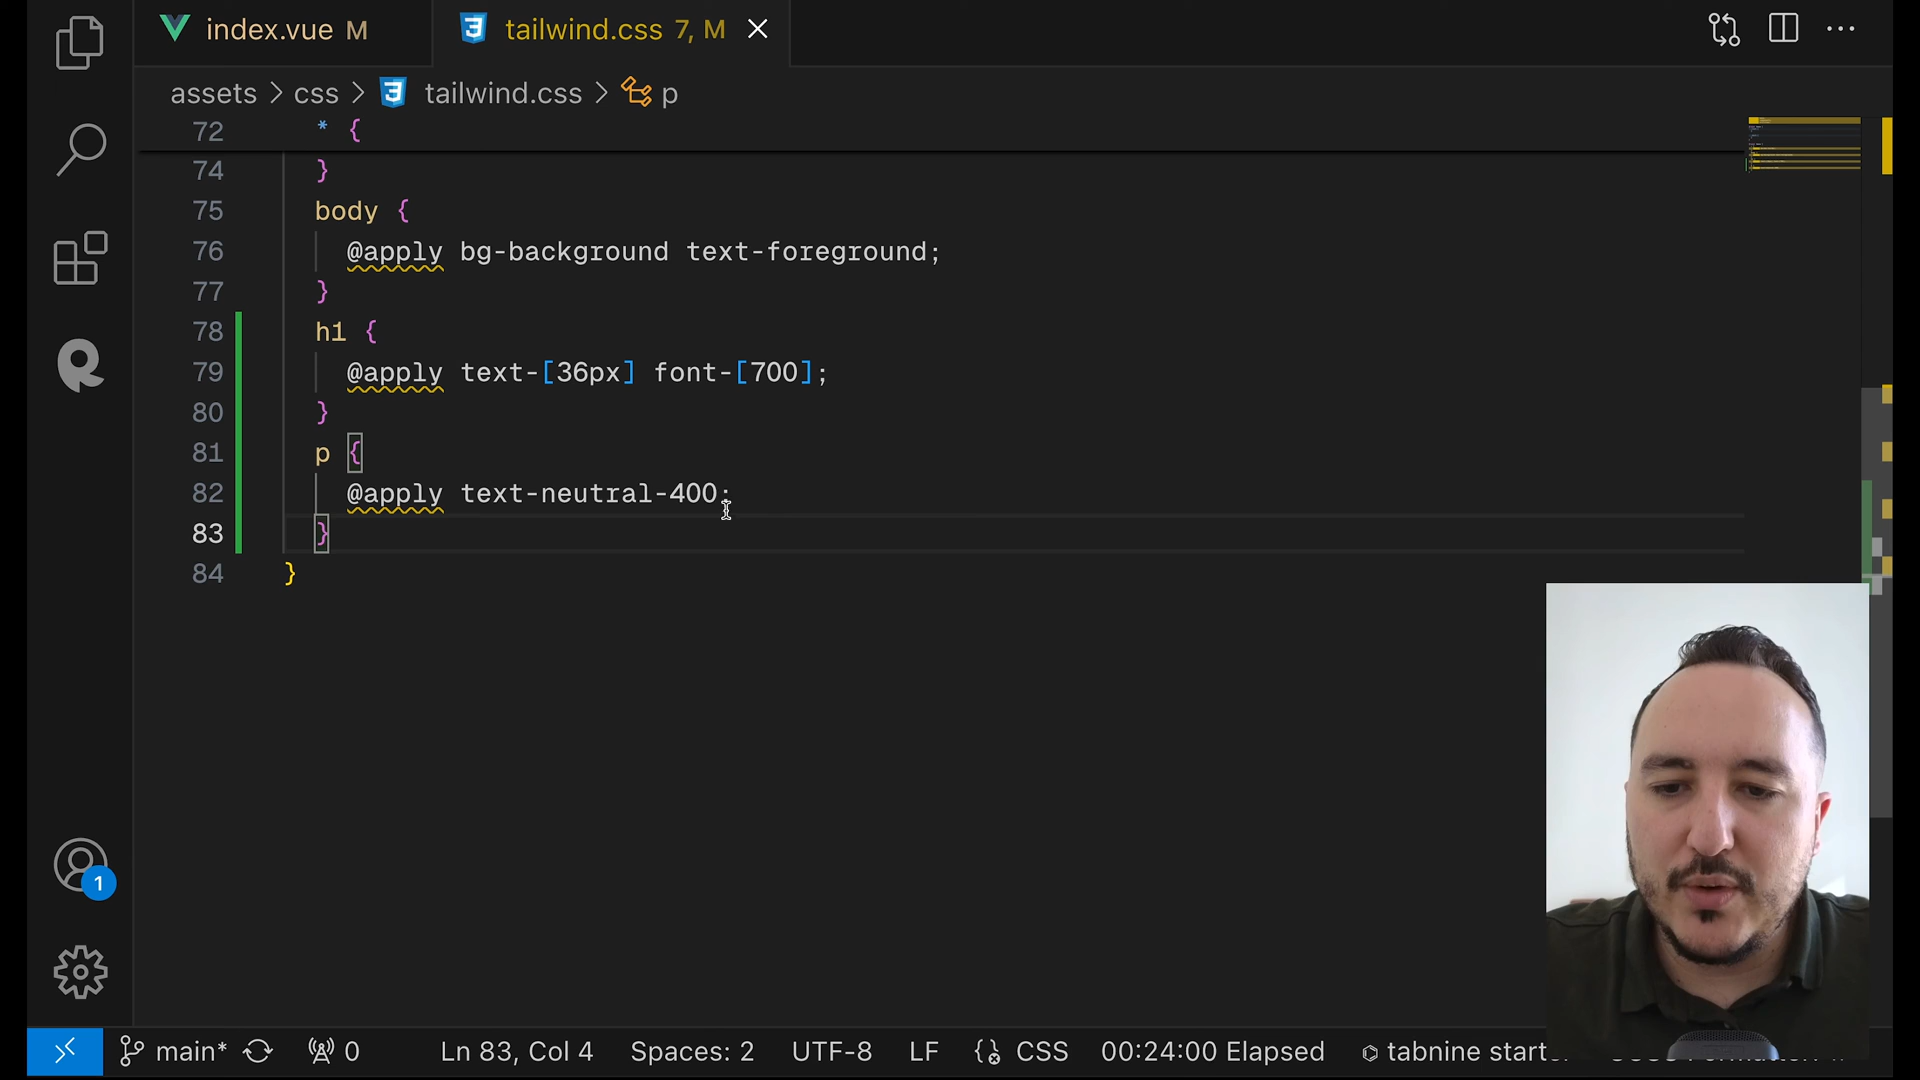 index.vue M
tailwind.css 7, M
assets > css > tailwind.css > p
72 * {
74 }
75 body {
76 @apply bg-background text-foreground;
77 }
78 h1 {
79 @apply text-[36px] font-[700];
80 }
81 p {
82 @apply text-neutral-400;
83 }
84 }
1
main* 0 Ln 83, Col 4 Spaces: 2 UTF-8 LF CSS 00:24:00 Elapsed tabnine starter